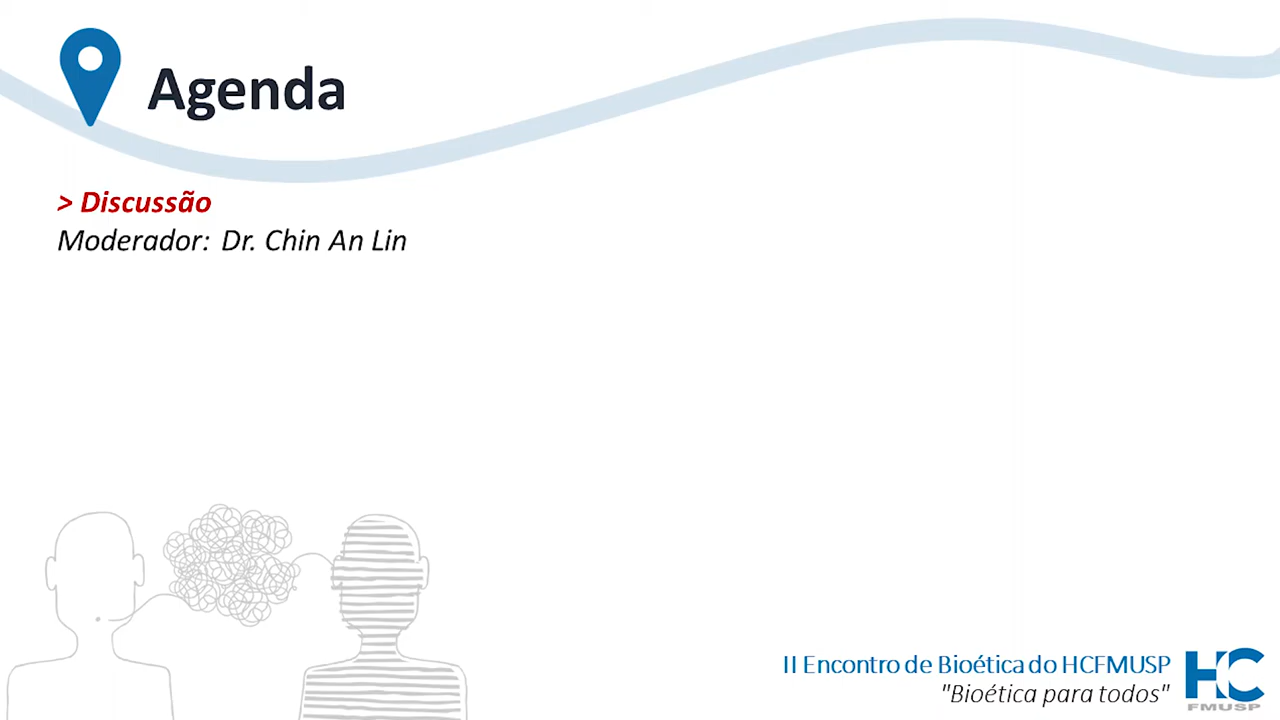 Agenda
> Discussão
Moderador: Dr. Chin An Lin
II Encontro de Bioética do HCFMUSP
"Bioética para todos"
HC
FMUSP